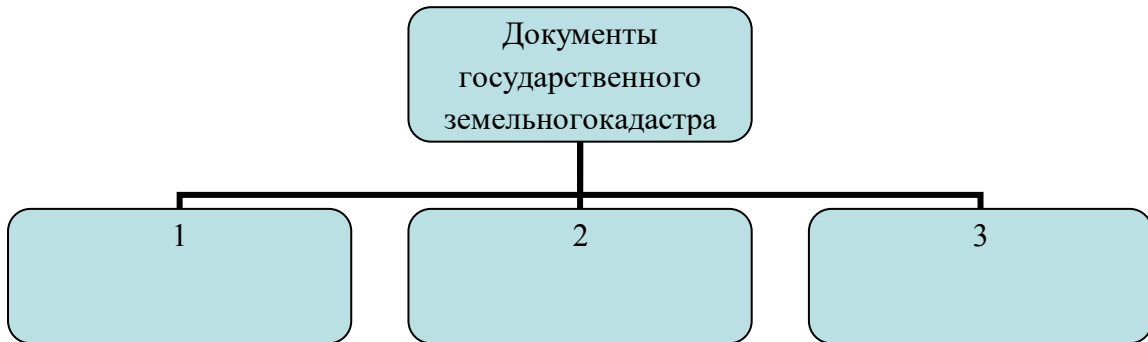 Документы
государственного
земельногокадастра
1
2
3